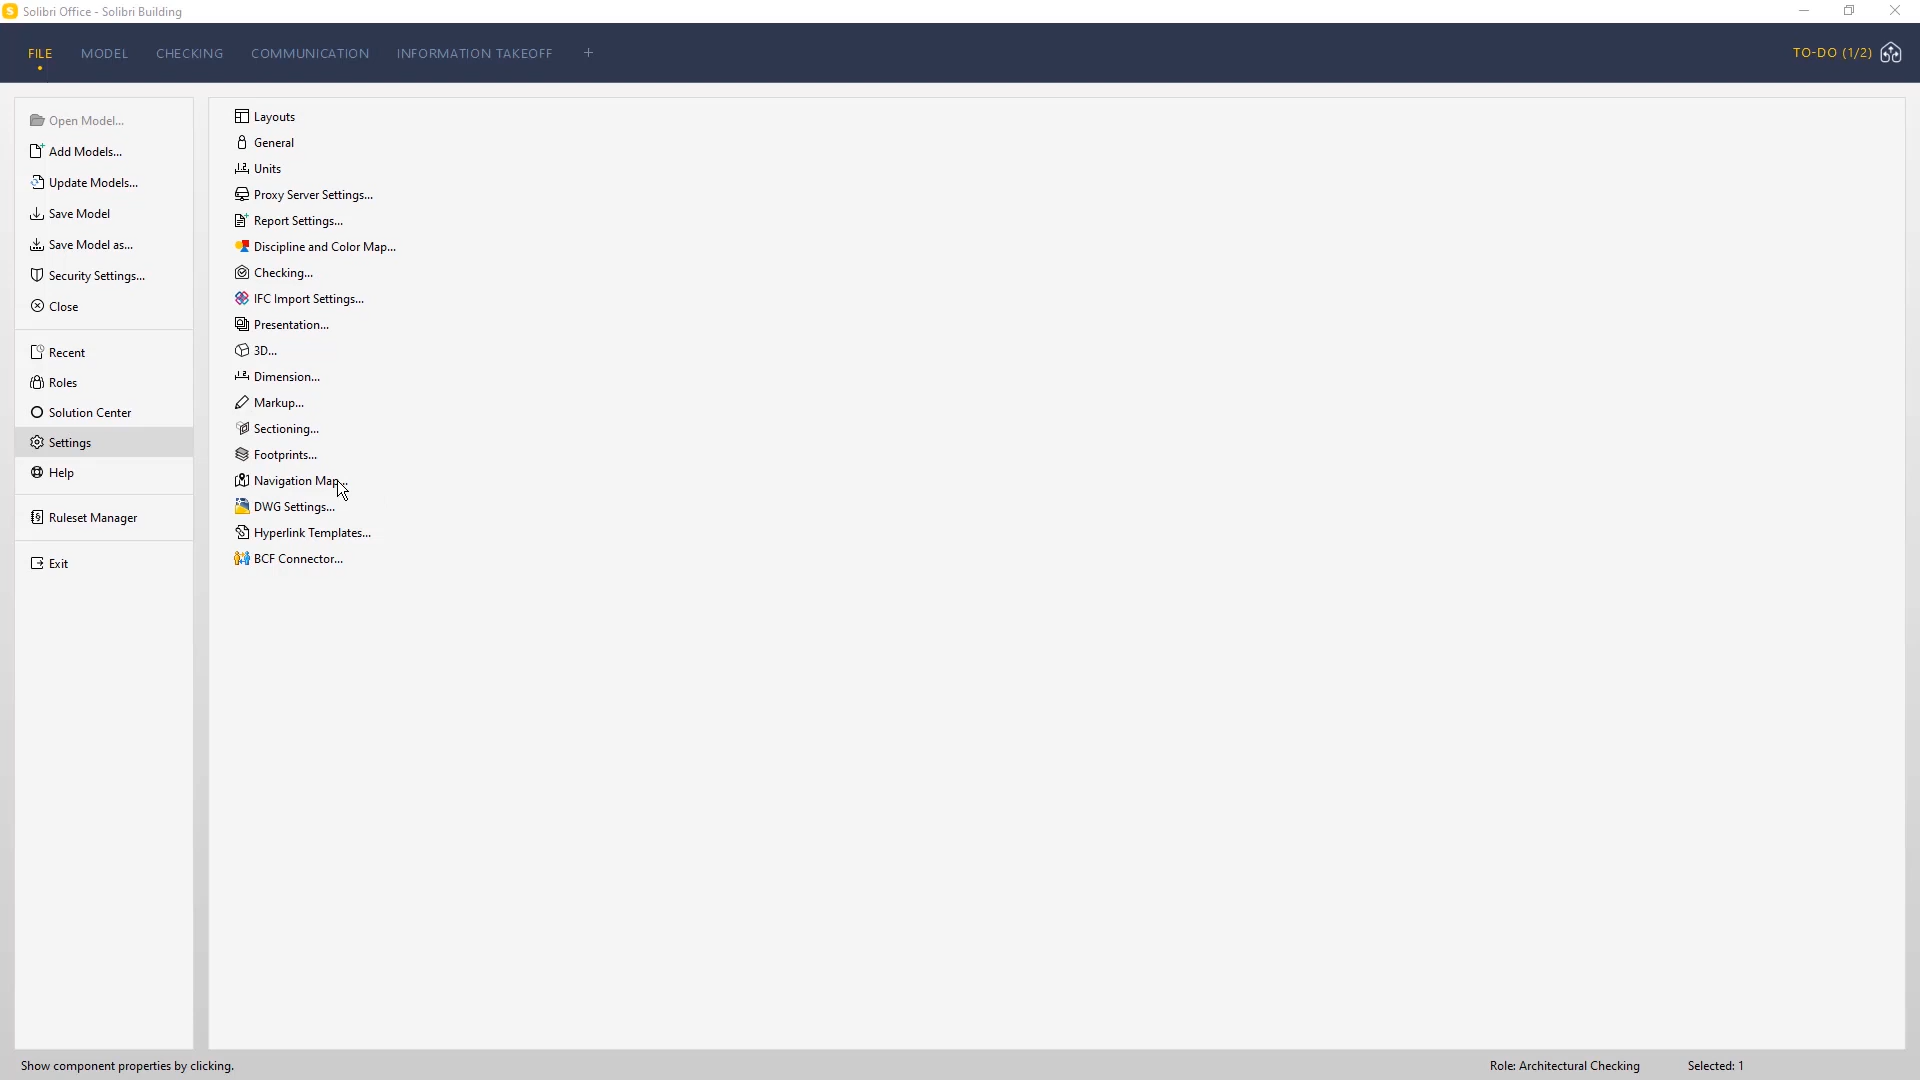 Solibri Office - Solibri Building
FILE MODEL CHECKING COMMUNICATION INFORMATION TAKEOFF +
TO-DO (1/2)
Open Model...
Add Models...
Update Models...
Save Model
Save Model as...
Security Settings...
Close
Recent
Roles
Solution Center
Settings
Help
Ruleset Manager
Exit
Layouts
General
Units
Proxy Server Settings...
Report Settings...
Discipline and Color Map...
Checking...
IFC Import Settings...
Presentation...
3D...
Dimension...
Markup...
Sectioning...
Footprints...
Navigation Map...
DWG Settings...
Hyperlink Templates...
BCF Connector...
Show component properties by clicking.
Role: Architectural Checking
Selected: 1